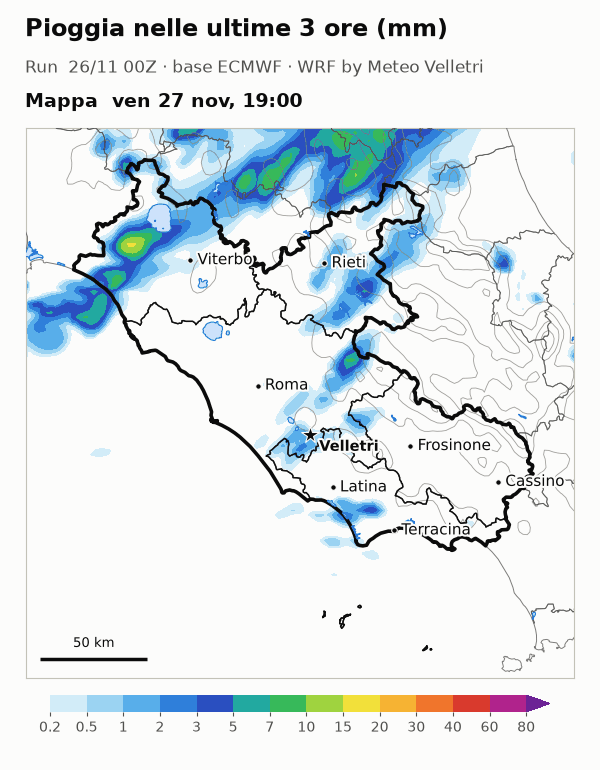 Pioggia nelle ultime 3 ore (mm)
Run  26/11 00Z · base ECMWF · WRF by Meteo Velletri
Mappa  ven 27 nov, 19:00
Viterbo
Rieti
Roma
Velletri
Frosinone
Latina
Cassino
Terracina
50 km
0.2 0.5 1 2 3 5 7 10 15 20 30 40 60 80